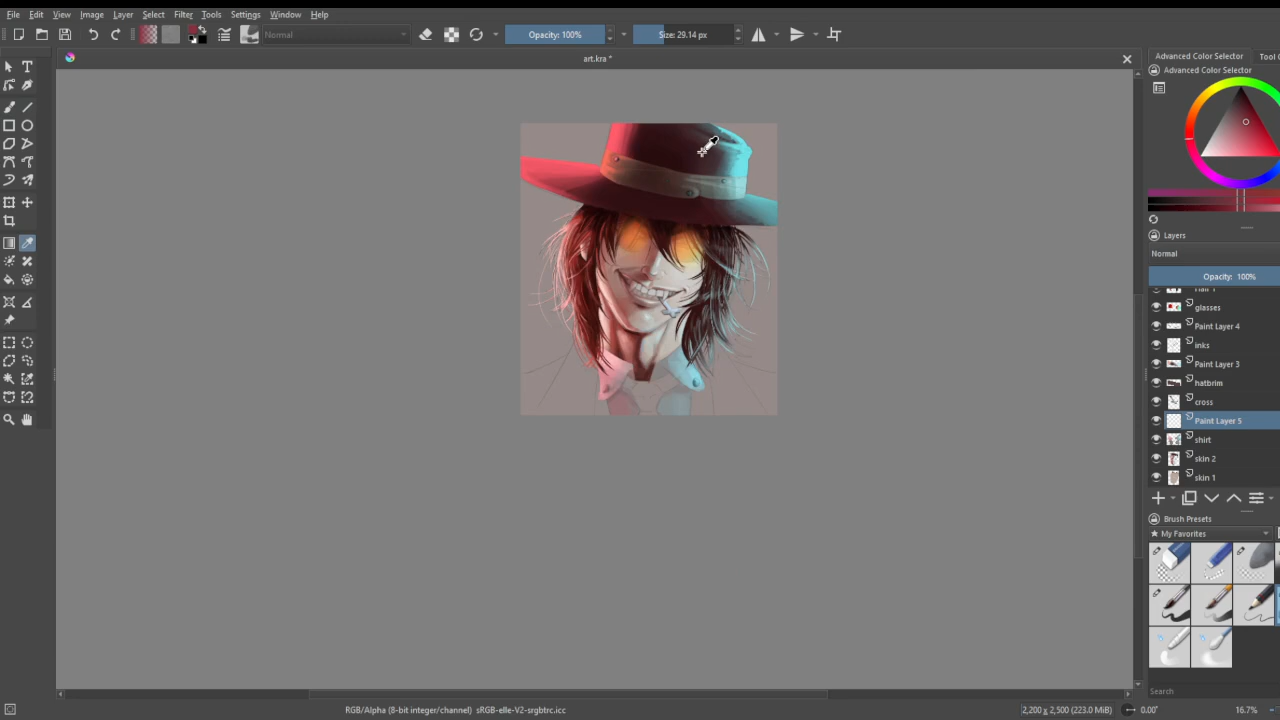 File Edit View Image Layer Select Filter Tools Settings Window Help
Normal Opacity: 100% Size: 29.14 px
art.kra *
Advanced Color Selector Tool
Advanced Color Selector
Layers
Normal
Opacity: 100%
glasses
Paint Layer 4
inks
Paint Layer 3
hatbrim
cross
Paint Layer 5
shirt
skin 2
skin 1
Brush Presets
★ My Favorites
Search
RGB/Alpha (8-bit integer/channel) sRGB-elle-V2-srgbtrc.icc 2,200 x 2,500 (223.0 MiB) 0.00° 16.7%